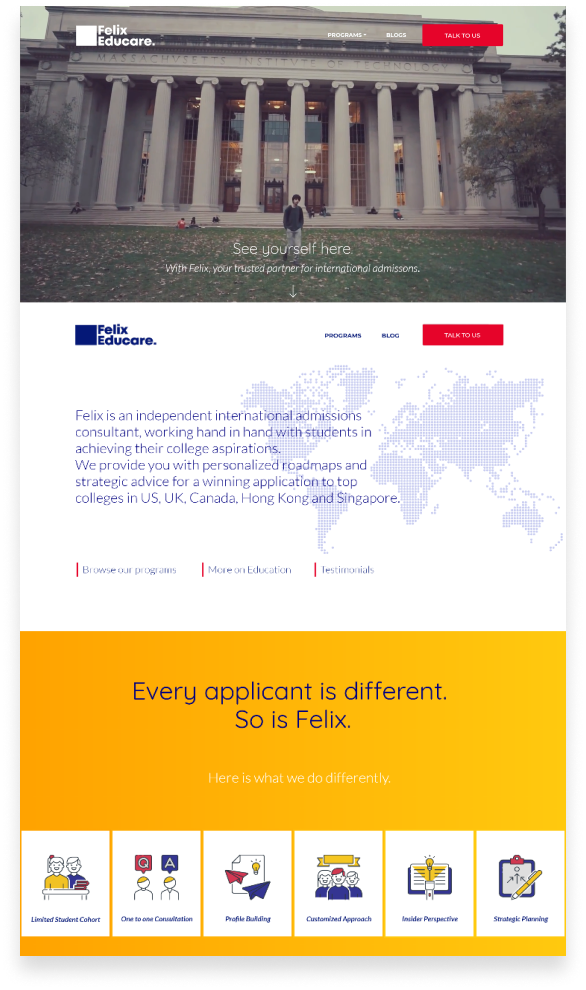 Felix
Educare.
PROGRAMS
BLOGS
TALK TO US
MASSACHVSETTS INSTITVTE OF TECHNOLOGY
See yourself here
With Felix, your trusted partner for international admissons.
Felix
Educare.
PROGRAMS
BLOG
TALK TO US
Felix is an independent international admissions
consultant, working hand in hand with students in
achieving their college aspirations.
We provide you with personalized roadmaps and
strategic advice for a winning application to top
colleges in US, UK, Canada, Hong Kong and Singapore.
Browse our programs
More on Education
Testimonials
Every applicant is different.
So is Felix.
Here is what we do differently.
Q A
Limited Student Cohort
One to one Consultation
Profile Building
Customized Approach
Insider Perspective
Strategic Planning